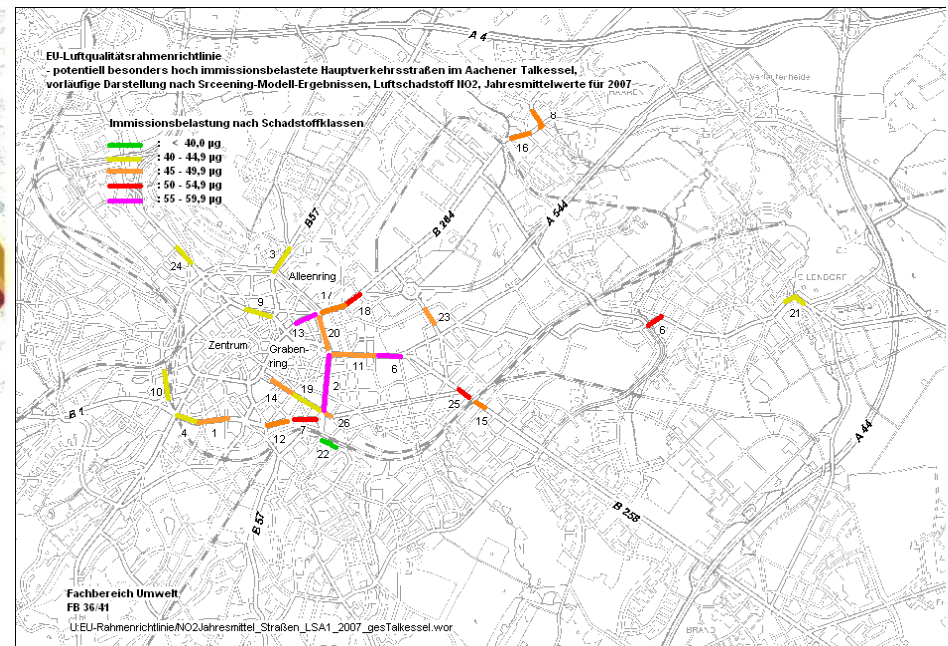 A 4
EU-Luftqualitätsrahmenrichtlinie
- potentiell besonders hoch immissionsbelastete Hauptverkehrsstraßen im Aachener Talkessel,
vorläufige Darstellung nach Srceening-Modell-Ergebnissen, Luftschadstoff NO2, Jahresmittelwerte für 2007
Verlautenheide
HAAREN
Immissionsbelastung nach Schadstoffklassen
: < 40,0 µg
: 40 - 44,9 µg
: 45 - 49,9 µg
: 50 - 54,9 µg
: 55 - 59,9 µg
8
16
B57
B 264
A 544
3
24
Alleenring
EILENDORF
17
18
9
13
20
23
21
6
Zentrum
Graben-
ring
11
6
10
14
19
2
B 1
4
1
12
7
26
25
15
22
A 44
B 57
B 258
Fachbereich Umwelt
FB 36/41
U:EU-Rahmenrichtlinie/NO2Jahresmittel_Straßen_LSA1_2007_gesTalkessel.wor
BRAND